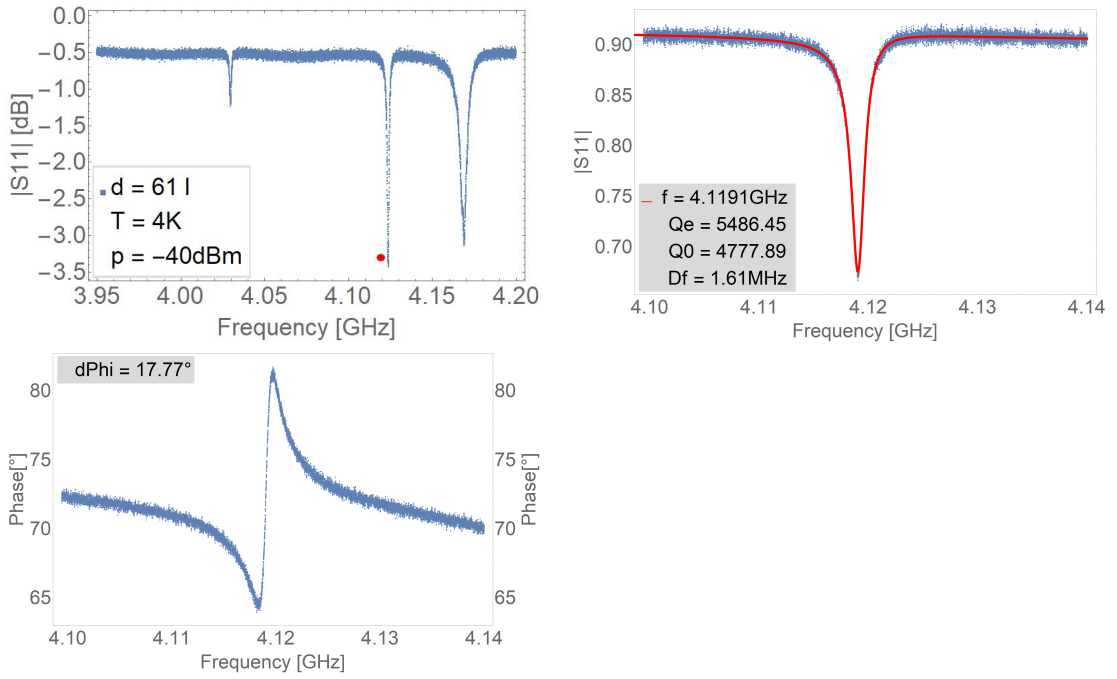 0.0
−0.5
−1.0
−1.5
−2.0
−2.5
−3.0
−3.5
|S11| [dB]
d = 61 l
T = 4K
p = −40dBm
3.95 4.00 4.05 4.10 4.15 4.20
Frequency [GHz]
0.90
0.85
0.80
0.75
0.70
|S11|
f = 4.1191GHz
Qe = 5486.45
Q0 = 4777.89
Df = 1.61MHz
4.10 4.11 4.12 4.13 4.14
Frequency [GHz]
dPhi = 17.77°
80 80
75 75
70 70
65 65
Phase[°] Phase[°]
4.10 4.11 4.12 4.13 4.14
Frequency [GHz]